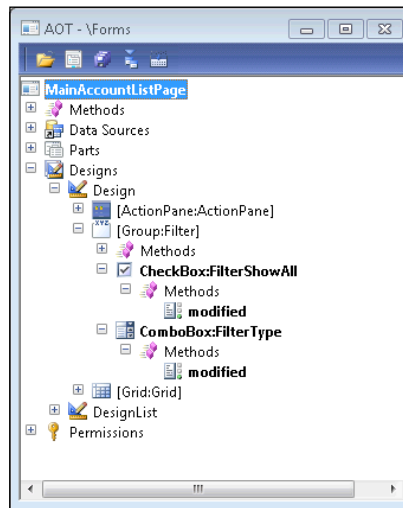 AOT - \Forms
MainAccountListPage
Methods
Data Sources
Parts
Designs
Design
[ActionPane:ActionPane]
XYZ
[Group:Filter]
Methods
CheckBox:FilterShowAll
Methods
modified
ComboBox:FilterType
Methods
modified
[Grid:Grid]
DesignList
Permissions